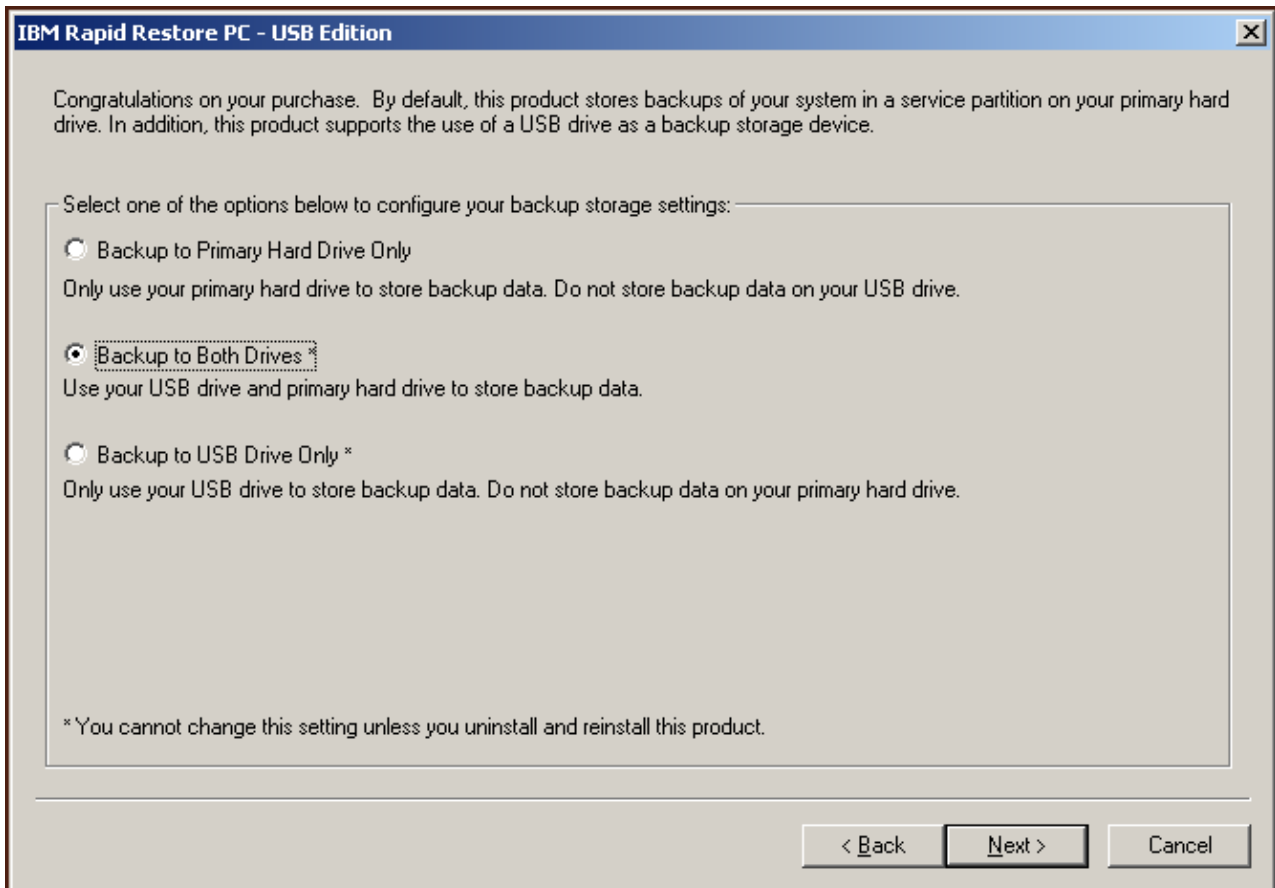 IBM Rapid Restore PC - USB Edition
Congratulations on your purchase.  By default, this product stores backups of your system in a service partition on your primary hard
drive. In addition, this product supports the use of a USB drive as a backup storage device.
Select one of the options below to configure your backup storage settings:
Backup to Primary Hard Drive Only
Only use your primary hard drive to store backup data. Do not store backup data on your USB drive.
Backup to Both Drives *
Use your USB drive and primary hard drive to store backup data.
Backup to USB Drive Only *
Only use your USB drive to store backup data. Do not store backup data on your primary hard drive.
* You cannot change this setting unless you uninstall and reinstall this product.
< Back
Next >
Cancel